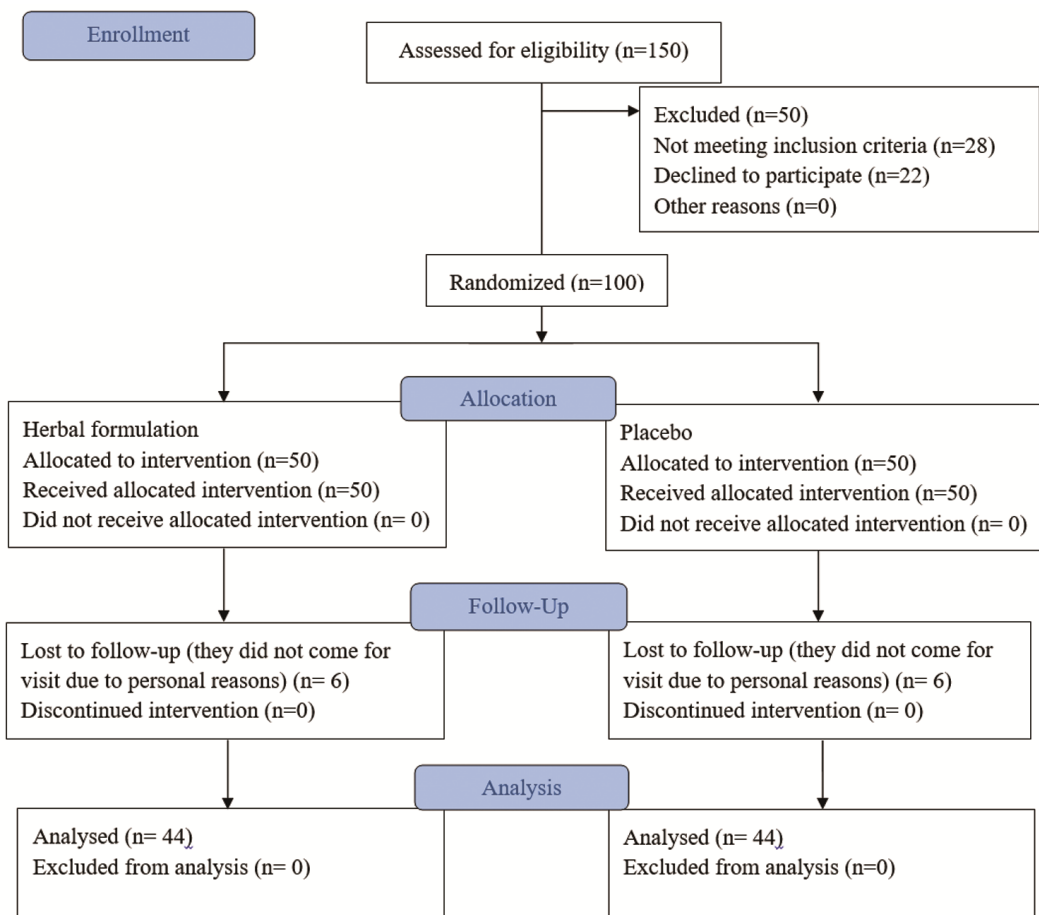 Enrollment
Assessed for eligibility (n=150)
Excluded (n=50)
Not meeting inclusion criteria (n=28)
Declined to participate (n=22)
Other reasons (n=0)
Randomized (n=100)
Allocation
Herbal formulation
Allocated to intervention (n=50)
Received allocated intervention (n=50)
Did not receive allocated intervention (n= 0)
Placebo
Allocated to intervention (n=50)
Received allocated intervention (n=50)
Did not receive allocated intervention (n= 0)
Follow-Up
Lost to follow-up (they did not come for
visit due to personal reasons) (n= 6)
Discontinued intervention (n=0)
Lost to follow-up (they did not come for
visit due to personal reasons) (n= 6)
Discontinued intervention (n= 0)
Analysis
Analysed (n= 44)
Excluded from analysis (n= 0)
Analysed (n= 44)
Excluded from analysis (n=0)